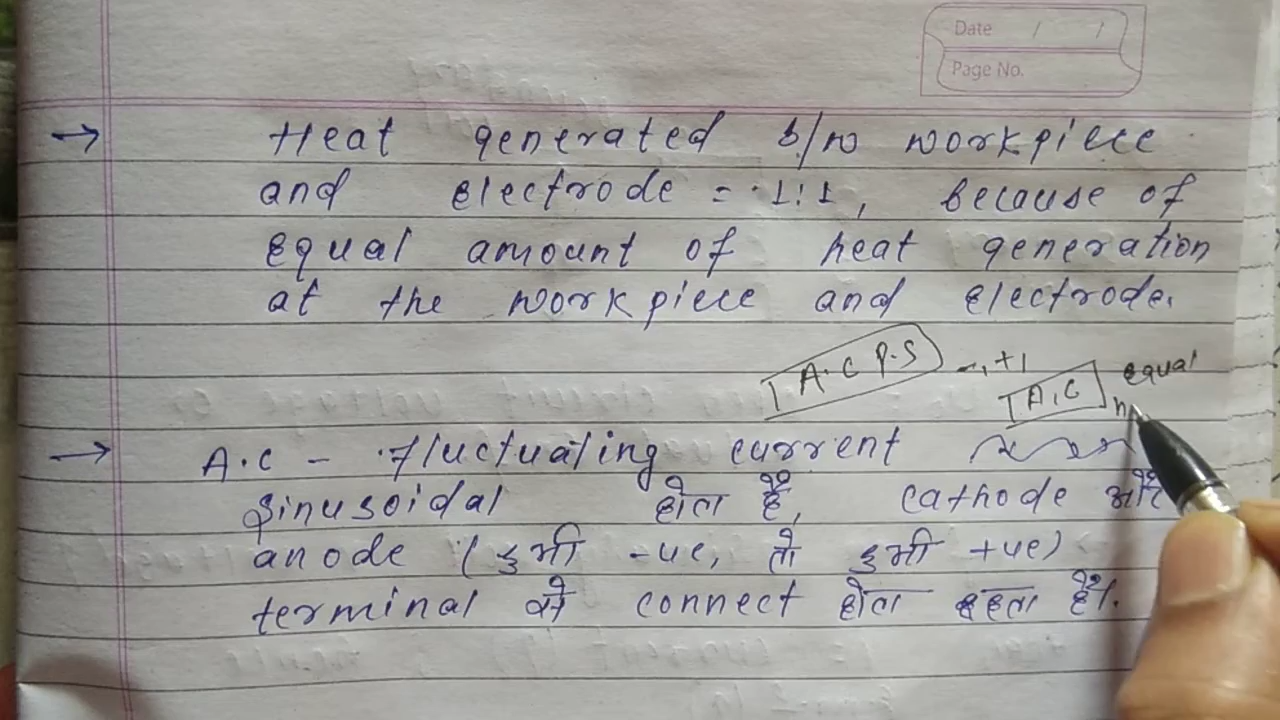 Date / /
Page No.
→ Heat generated b/w workpiece
and electrode = 1:1, because of
equal amount of heat generation
at the workpiece and electrode.
A.C P.S -, +1
A.C equal
→ A.C - fluctuating current
sinusoidal होता है, cathode और
anode (कभी -ve, तो कभी +ve)
terminal से connect होता रहता है।